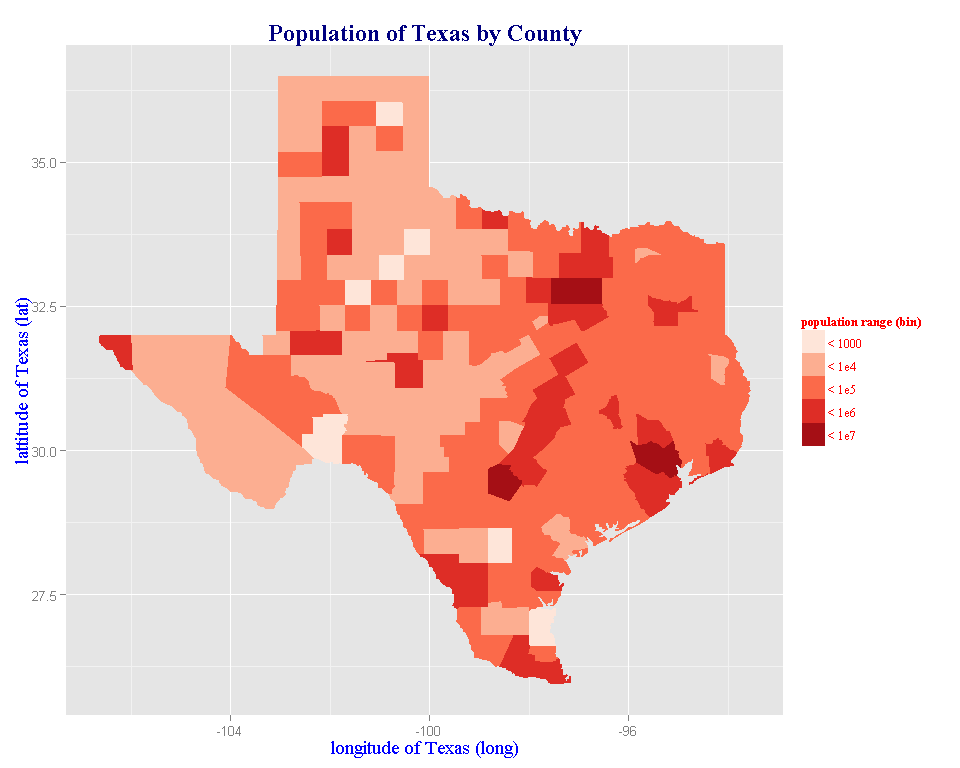 Population of Texas by County
lattitude of Texas (lat)
35.0
32.5
30.0
27.5
-104
-100
-96
longitude of Texas (long)
population range (bin)
< 1000
< 1e4
< 1e5
< 1e6
< 1e7